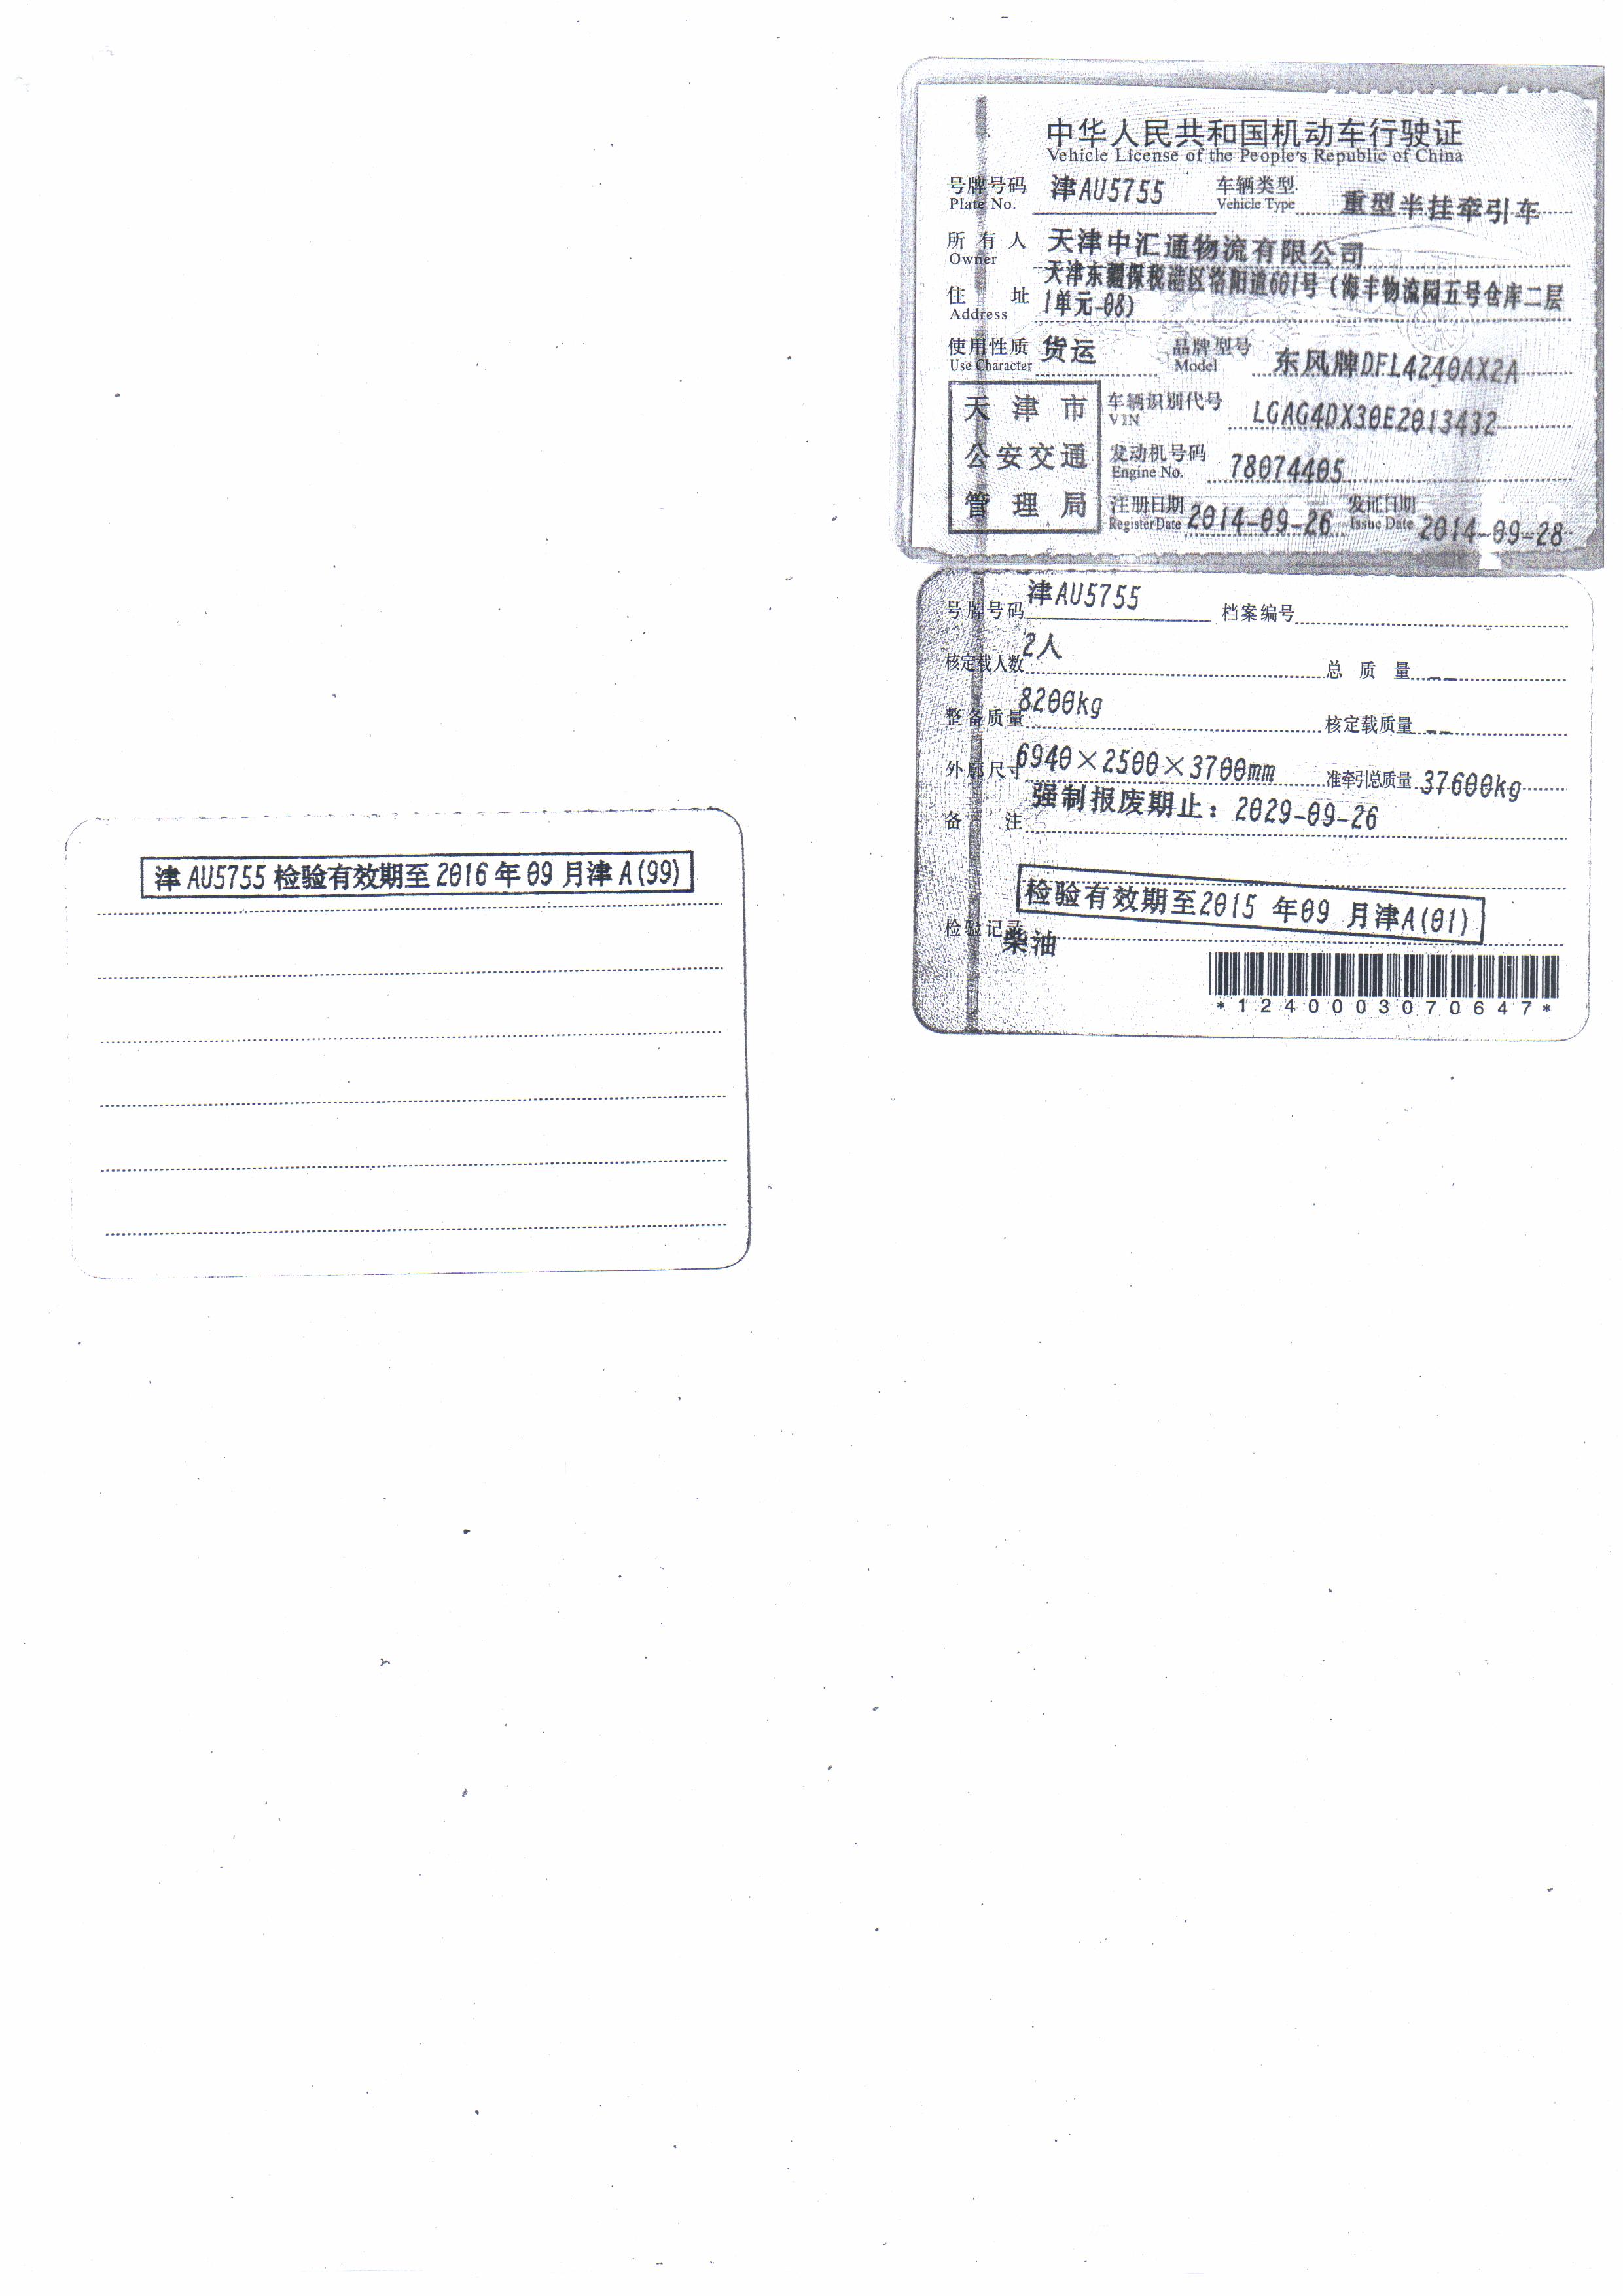 中华人民共和国机动车行驶证
Vehicle License of the People's Republic of China
号牌号码 津AU5755 车辆类型 重型半挂牵引车
Plate No. Vehicle Type
所有人 天津中汇通物流有限公司
Owner
天津东疆保税港区洛阳道601号(海丰物流园五号仓库二层
住址 1单元-08)
Address
使用性质 货运 品牌型号 东风牌DFL4240AX2A
Use Character Model
天津市
公安交通
管理局
车辆识别代号 LGAG4DX30E2013432
VIN
发动机号码 78074405
Engine No.
注册日期 2014-09-26 发证日期 2014-09-28
Register Date Issue Date
号牌号码 津AU5755 档案编号
核定载人数 2人 总质量 --
整备质量 8200kg 核定载质量 --
外廓尺寸 6940×2500×3700mm 准牵引总质量 37600kg
备注 强制报废期止：2029-09-26
检验有效期至2015 年09 月津A(01)
检验记录
柴油
*1240003070647*
津 AU5755 检验有效期至 2016 年 09 月津 A(99)